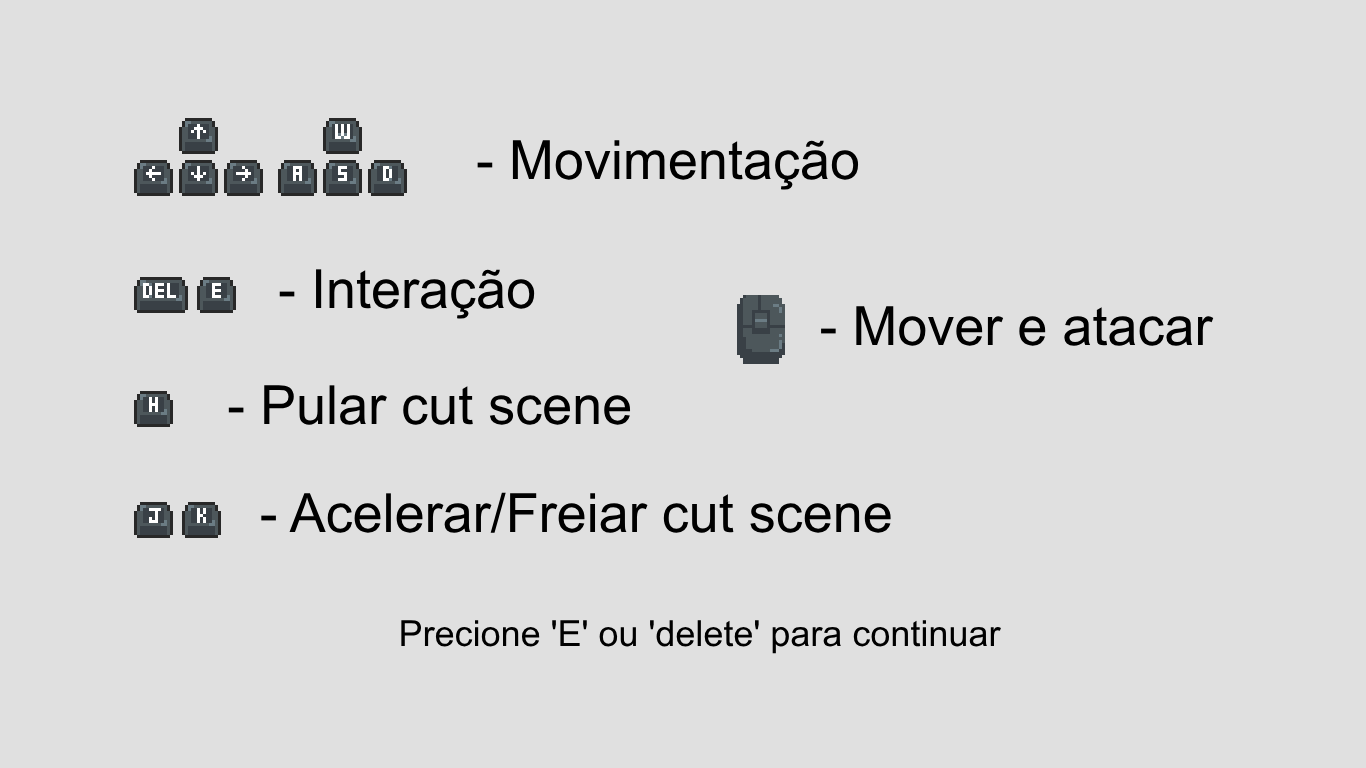 ↑ W
← ↓ → A S D - Movimentação
DEL E - Interação
- Mover e atacar
H - Pular cut scene
J K - Acelerar/Freiar cut scene
Precione 'E' ou 'delete' para continuar